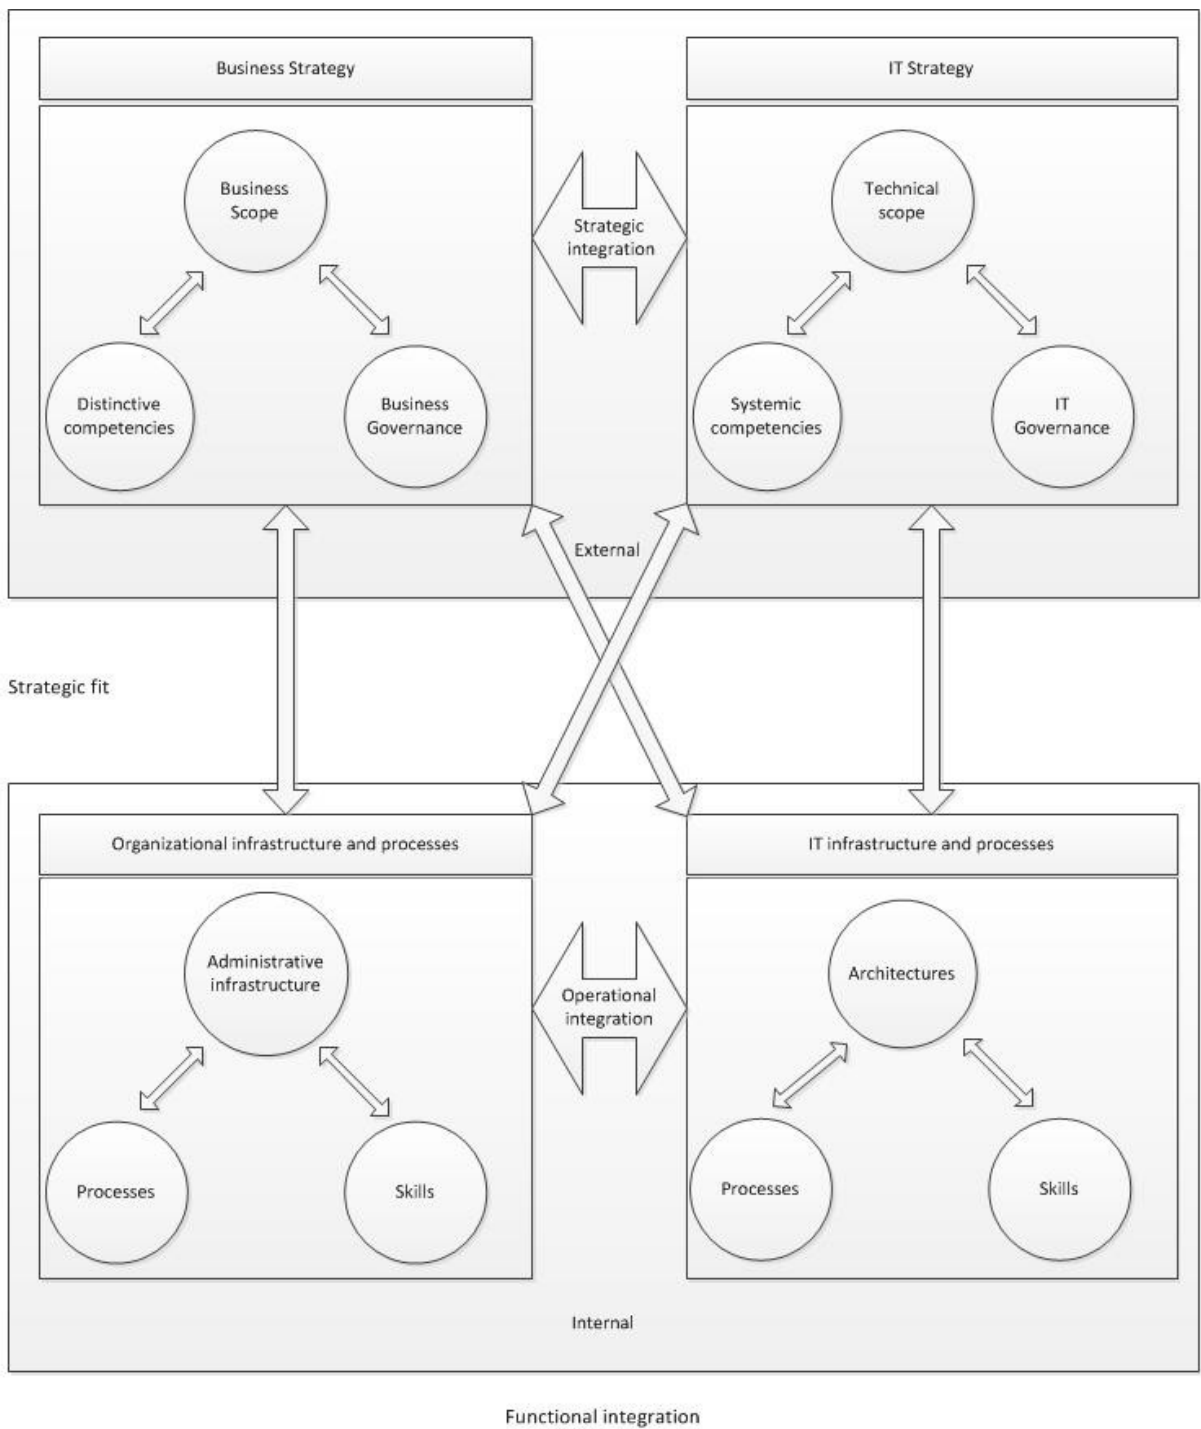 Business Strategy
IT Strategy
Business
Scope
Technical
scope
Strategic
integration
Distinctive
competencies
Business
Governance
Systemic
competencies
IT
Governance
External
Strategic fit
Organizational infrastructure and processes
IT infrastructure and processes
Administrative
infrastructure
Architectures
Operational
integration
Processes
Skills
Processes
Skills
Internal
Functional integration